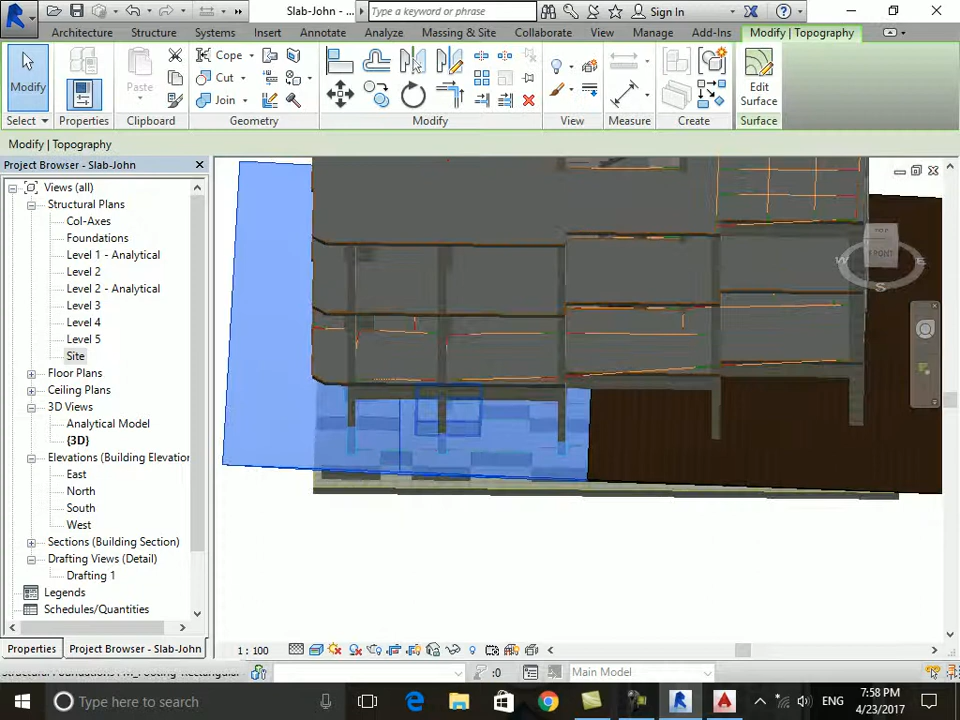 Slab-John - ...
Type a keyword or phrase
Sign In
Architecture Structure Systems Insert Annotate Analyze Massing & Site Collaborate View Manage Add-Ins Modify | Topography
Modify
Select
Properties
Paste
Clipboard
Cope
Cut
Join
Geometry
Modify
View
Measure
Create
Edit
Surface
Surface
Modify | Topography
Project Browser - Slab-John
Views (all)
Structural Plans
Col-Axes
Foundations
Level 1 - Analytical
Level 2
Level 2 - Analytical
Level 3
Level 4
Level 5
Site
Floor Plans
Ceiling Plans
3D Views
Analytical Model
{3D}
Elevations (Building Elevation
East
North
South
West
Sections (Building Section)
Drafting Views (Detail)
Drafting 1
Legends
Schedules/Quantities
TOP
FRONT
W
E
S
Properties
Project Browser - Slab-John
1 : 100
:0
Main Model
Type here to search
ENG
7:58 PM
4/23/2017